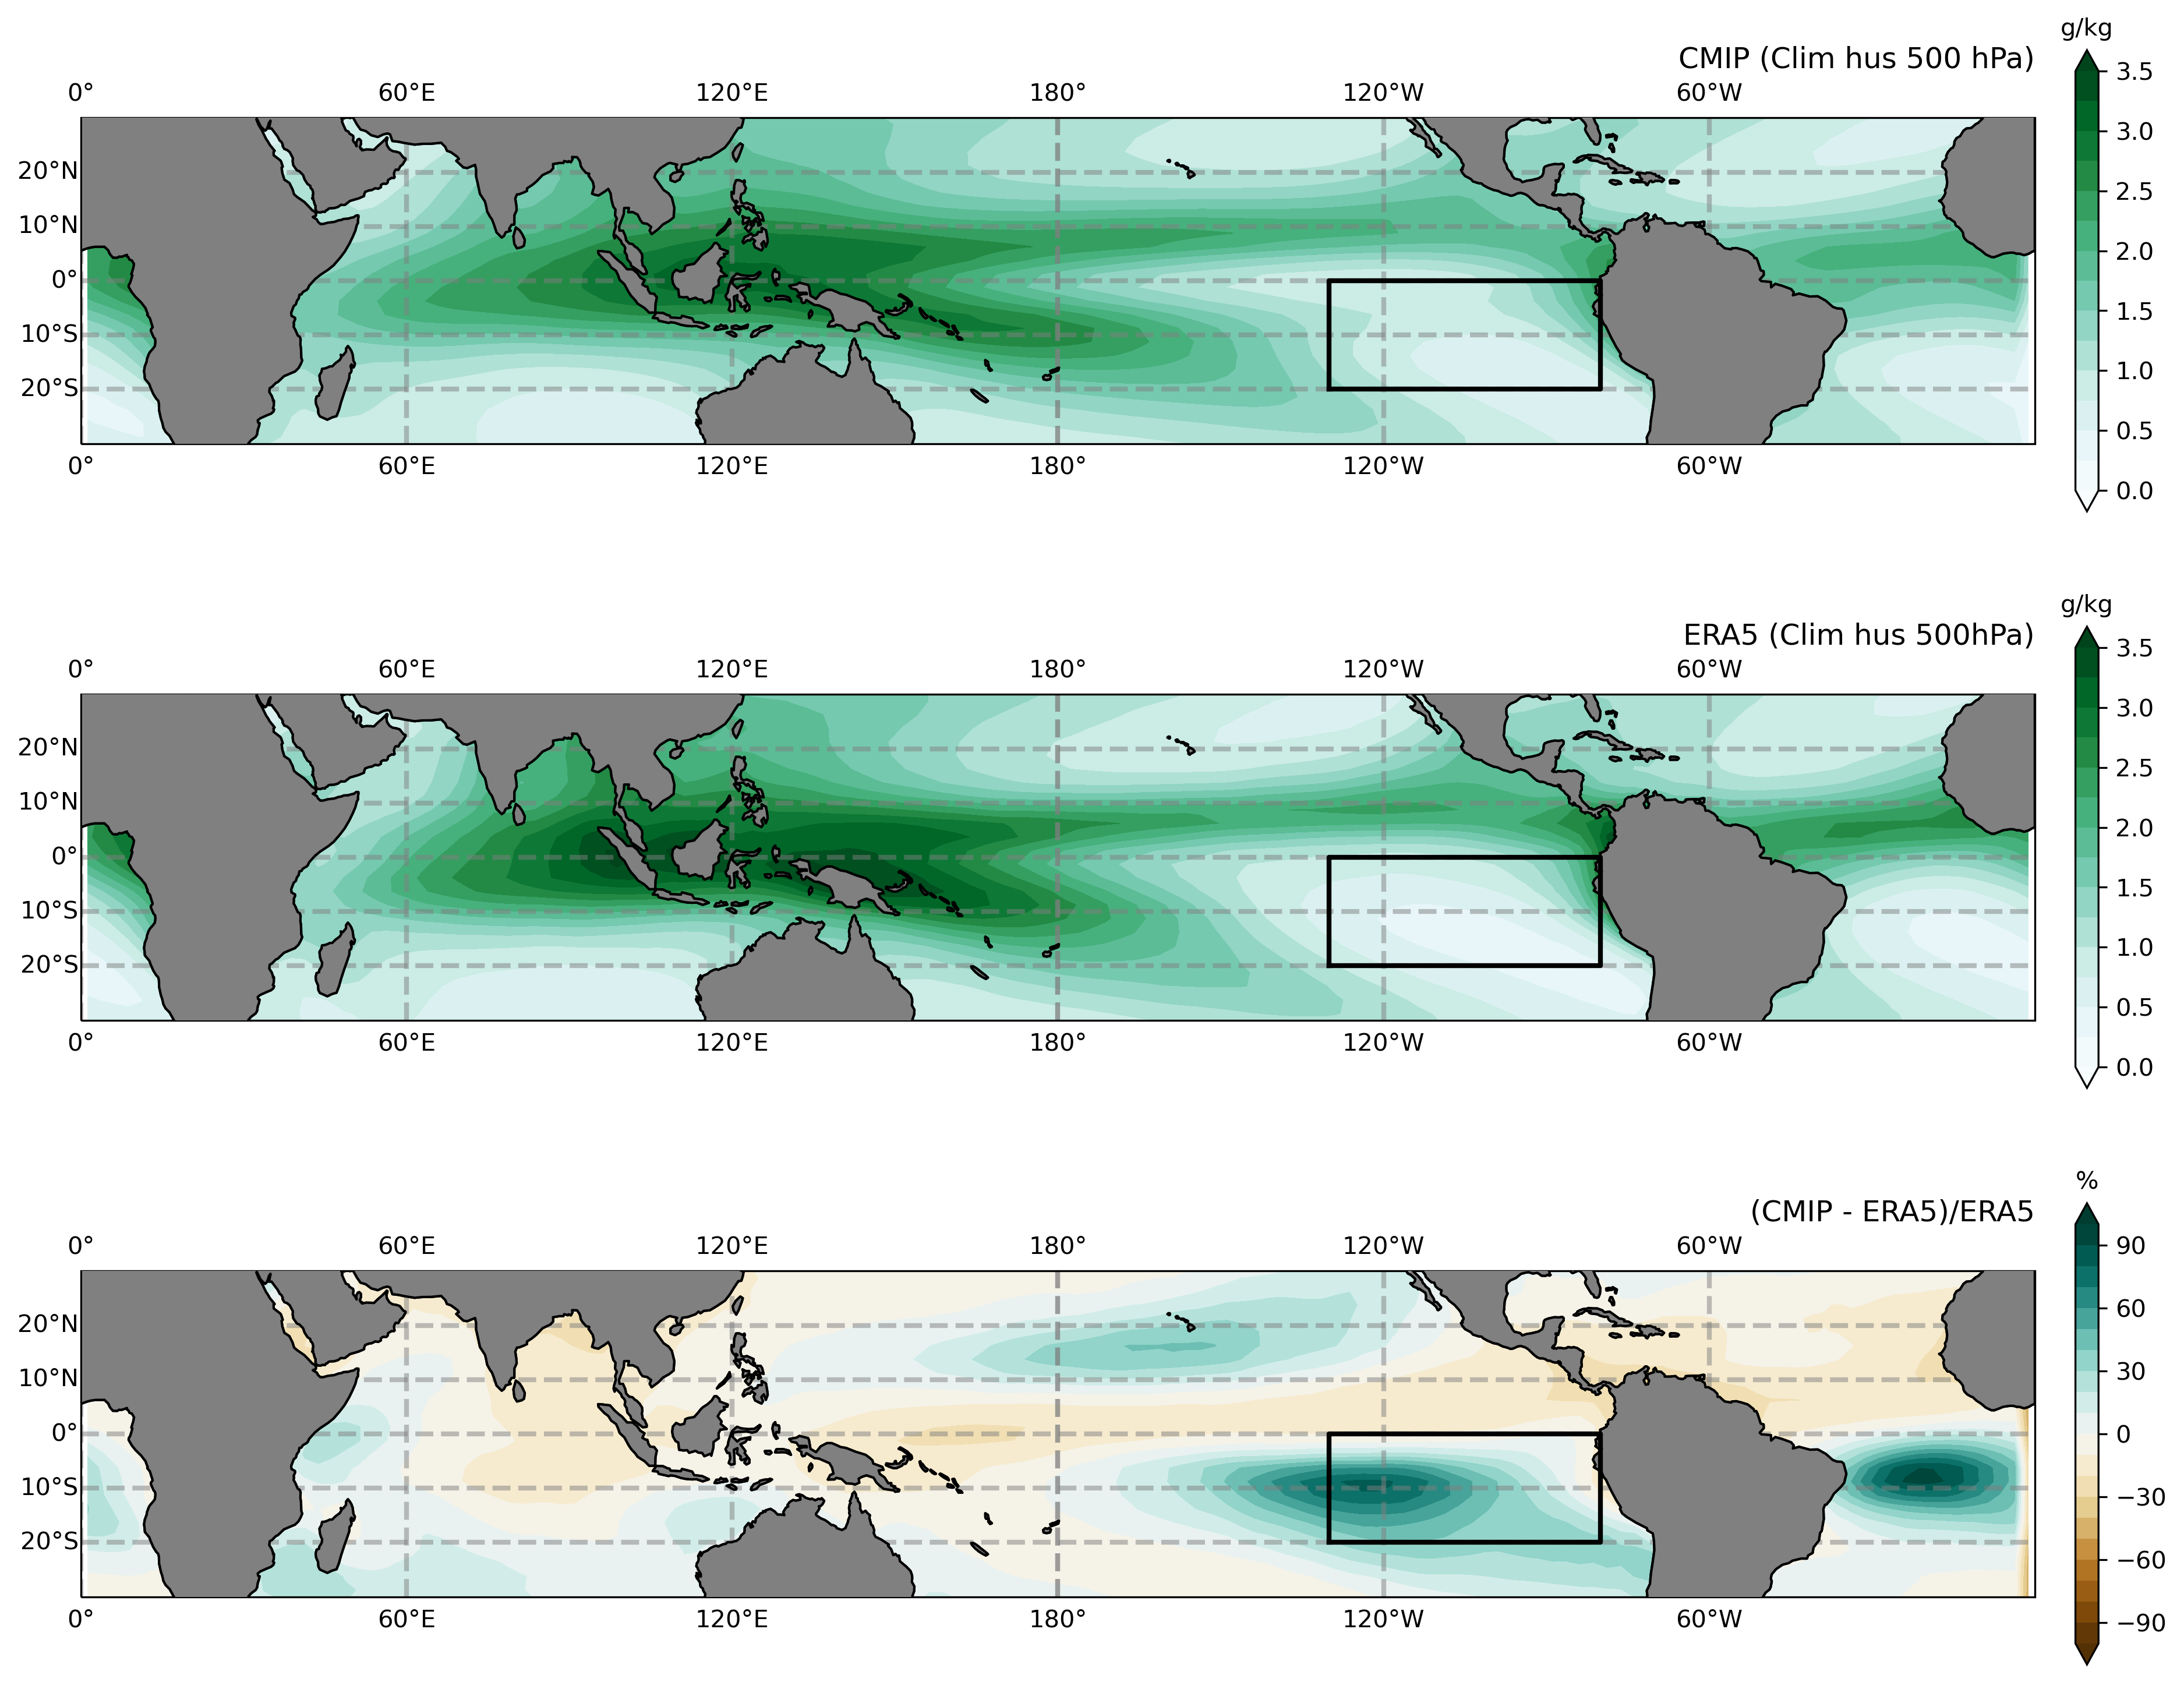 g/kg
CMIP (Clim hus 500 hPa)
0° 60°E 120°E 180° 120°W 60°W
3.5
3.0
2.5
2.0
1.5
1.0
0.5
0.0
20°N
10°N
0°
10°S
20°S
0° 60°E 120°E 180° 120°W 60°W
g/kg
ERA5 (Clim hus 500hPa)
0° 60°E 120°E 180° 120°W 60°W
3.5
3.0
2.5
2.0
1.5
1.0
0.5
0.0
20°N
10°N
0°
10°S
20°S
0° 60°E 120°E 180° 120°W 60°W
%
(CMIP - ERA5)/ERA5
0° 60°E 120°E 180° 120°W 60°W
90
60
30
0
−30
−60
−90
20°N
10°N
0°
10°S
20°S
0° 60°E 120°E 180° 120°W 60°W